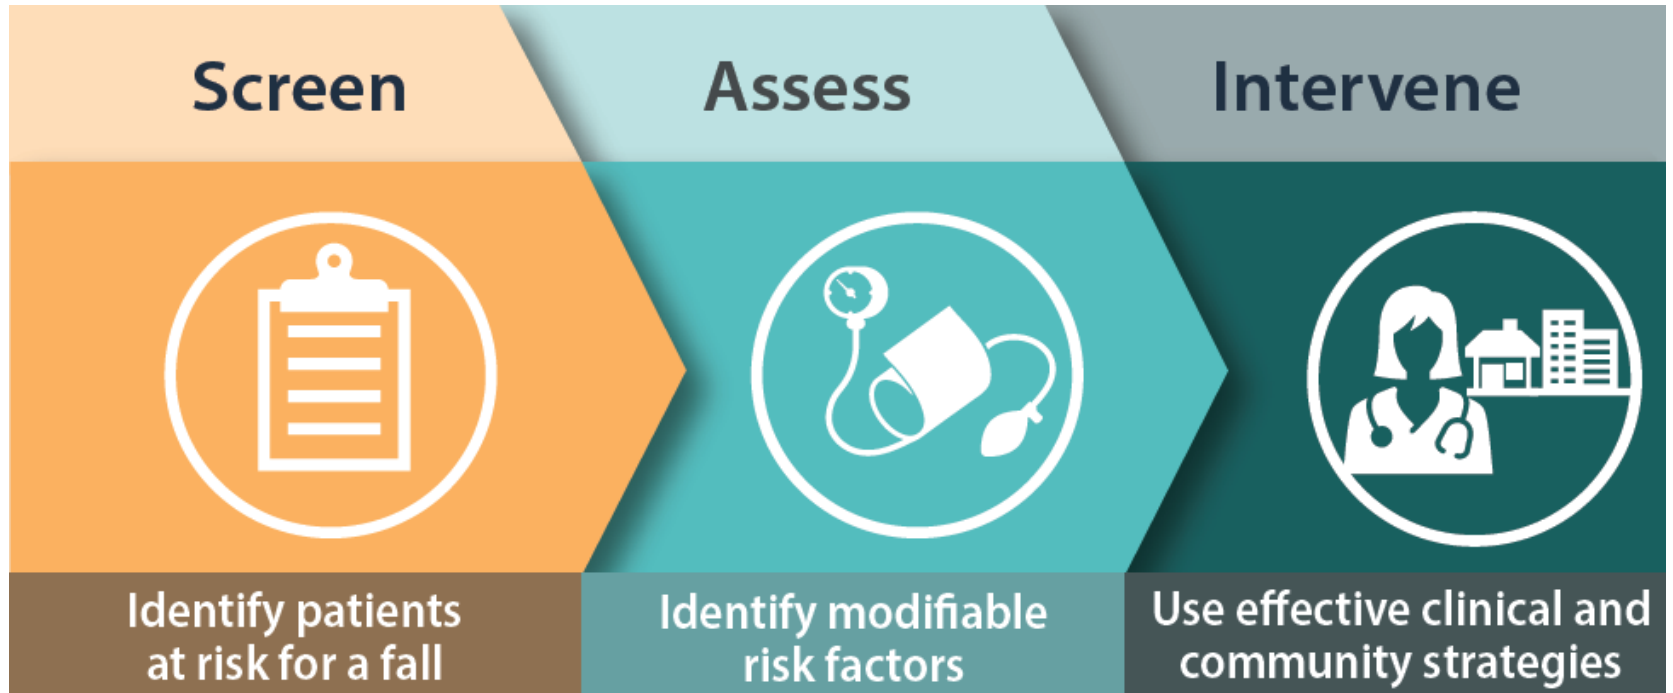 Screen
Assess
Intervene
Identify patients
at risk for a fall
Identify modifiable
risk factors
Use effective clinical and
community strategies